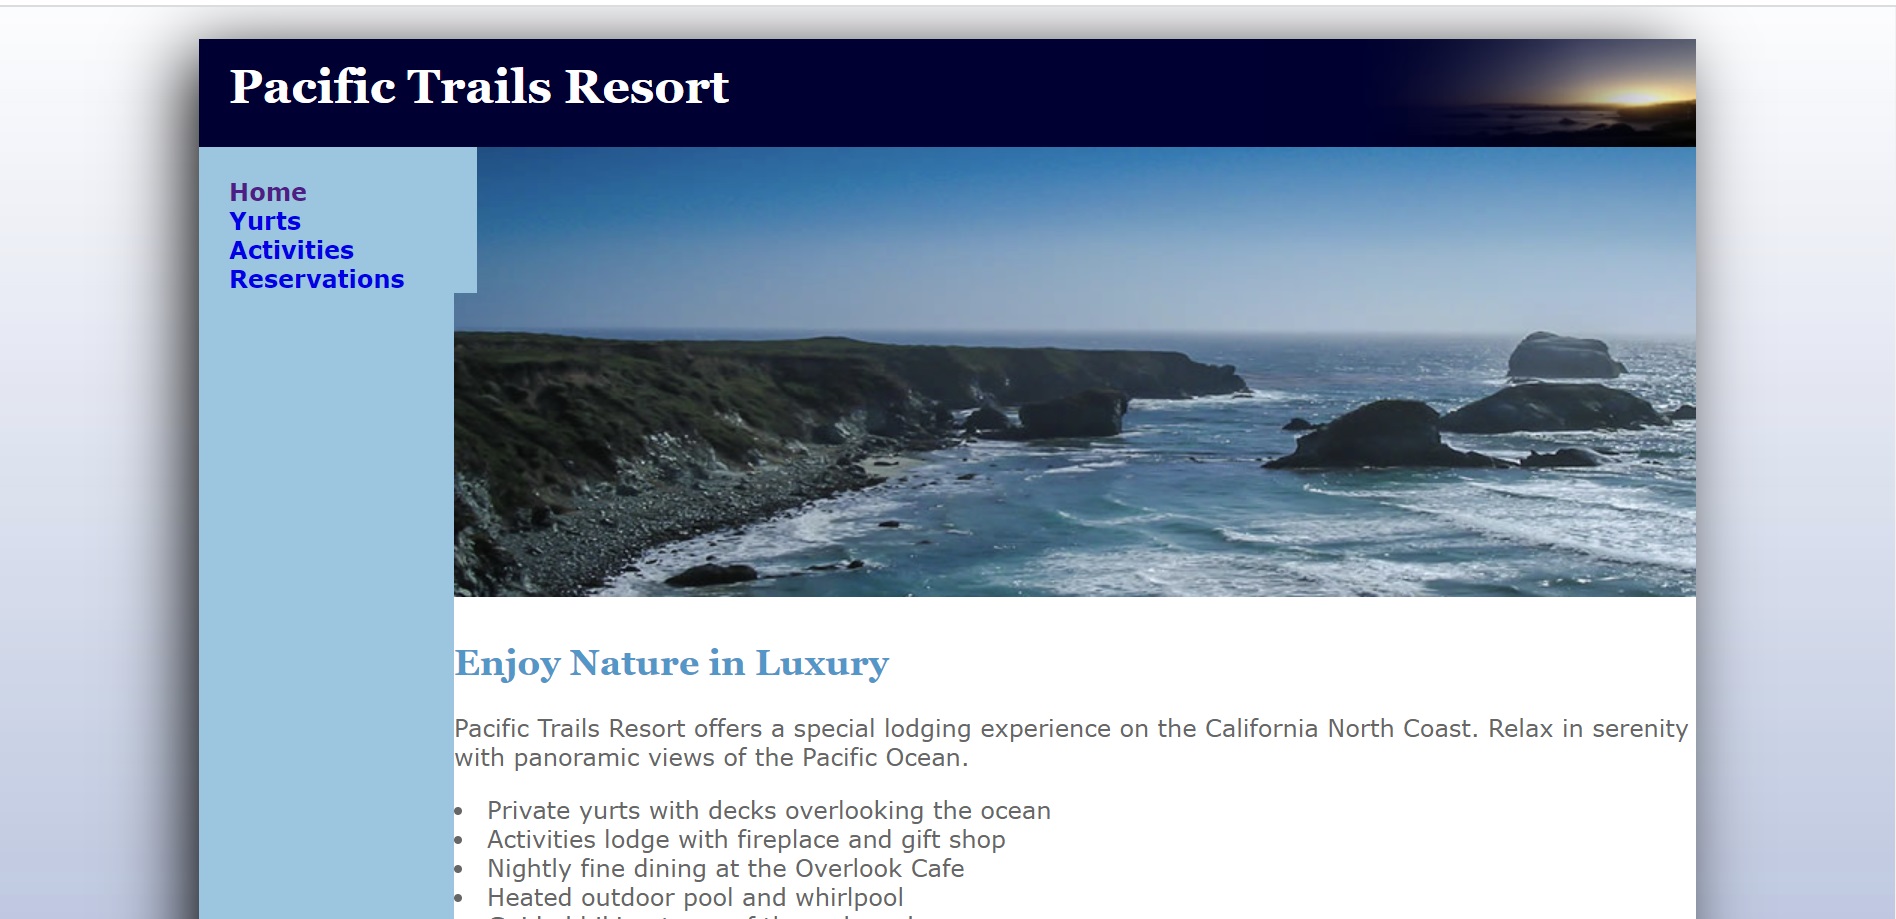 Pacific Trails Resort
Home
Yurts
Activities
Reservations
Enjoy Nature in Luxury
Pacific Trails Resort offers a special lodging experience on the California North Coast. Relax in serenity
with panoramic views of the Pacific Ocean.
• Private yurts with decks overlooking the ocean
• Activities lodge with fireplace and gift shop
• Nightly fine dining at the Overlook Cafe
• Heated outdoor pool and whirlpool